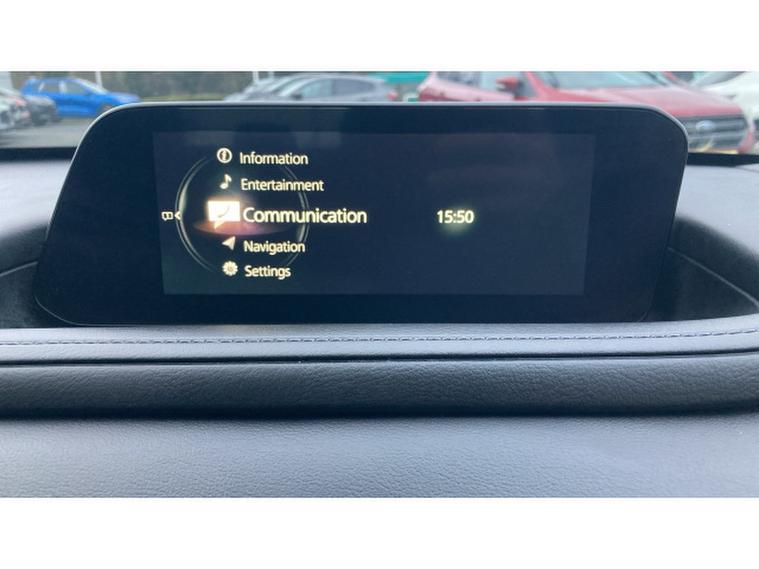 Information
Entertainment
Communication
15:50
Navigation
Settings